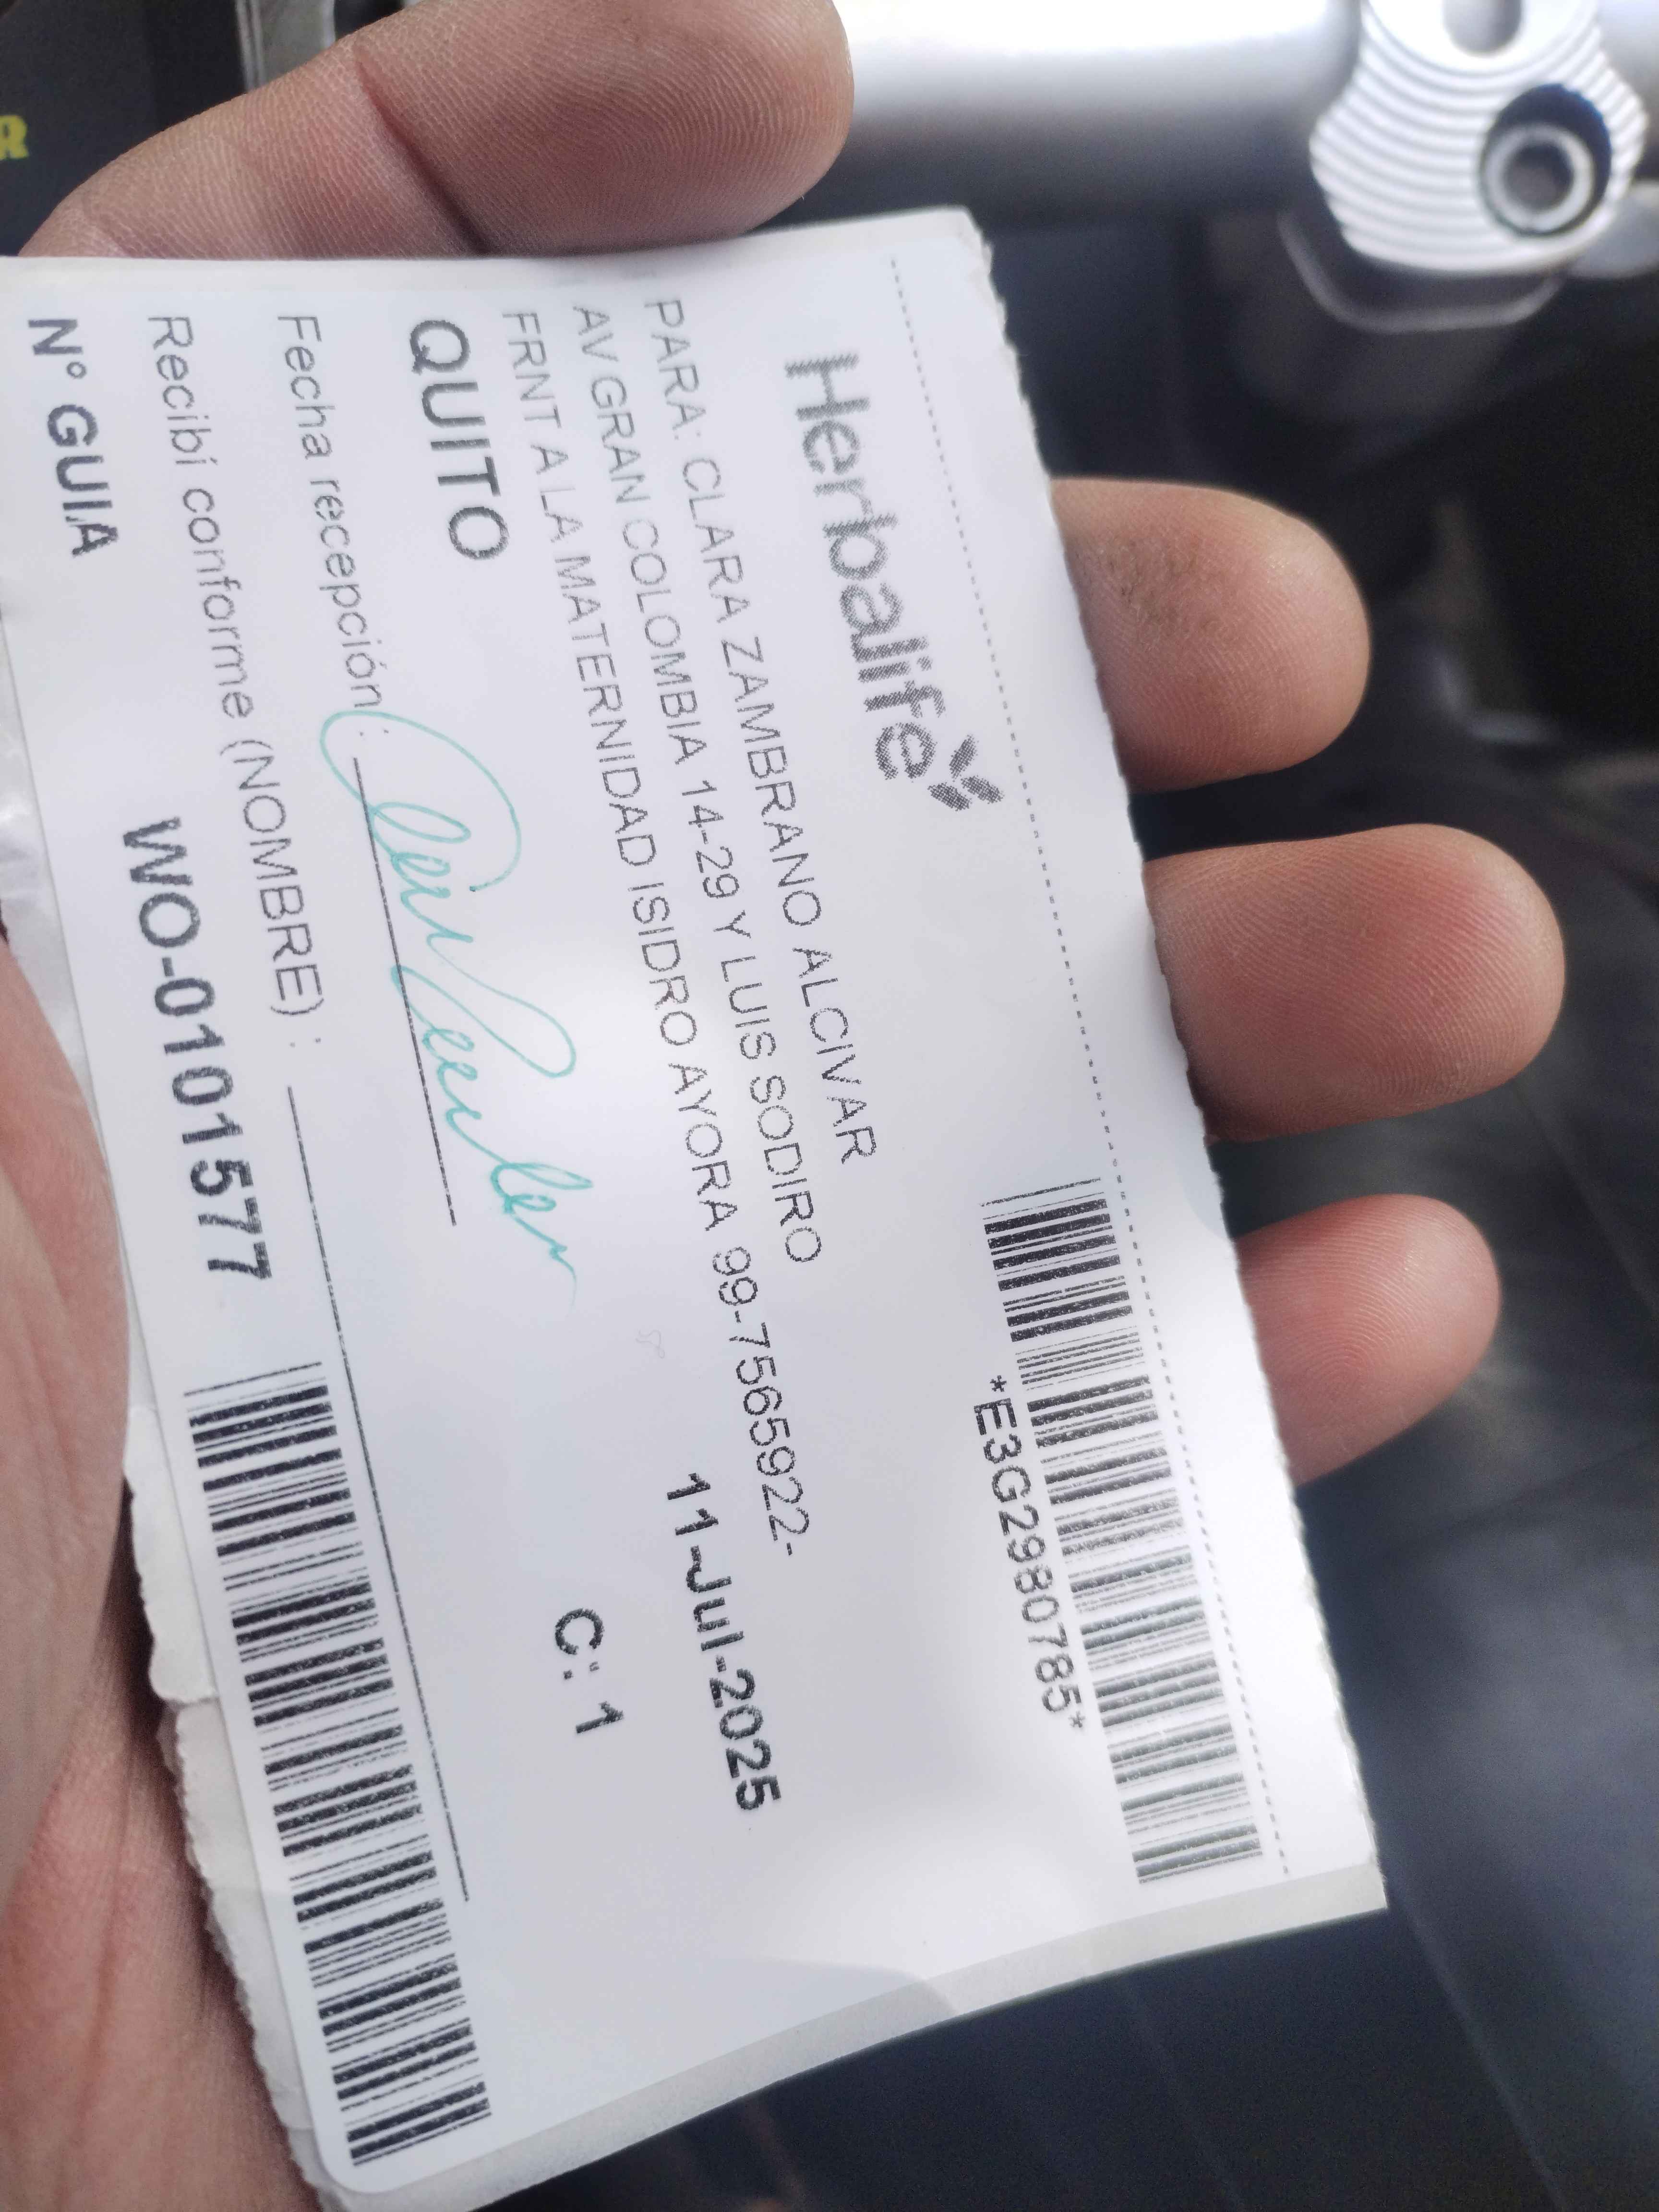 Herbalife
*E3G2980785*
PARA: CLARA ZAMBRANO ALCIVAR
AV GRAN COLOMBIA 14-29 Y LUIS SODIRO
FRNT A LA MATERNIDAD ISIDRO AYORA 99-7565922-
11-Jul-2025
QUITO
C: 1
Fecha recepción:
Recibí conforme (NOMBRE) :
N° GUIA WO-0101577
R